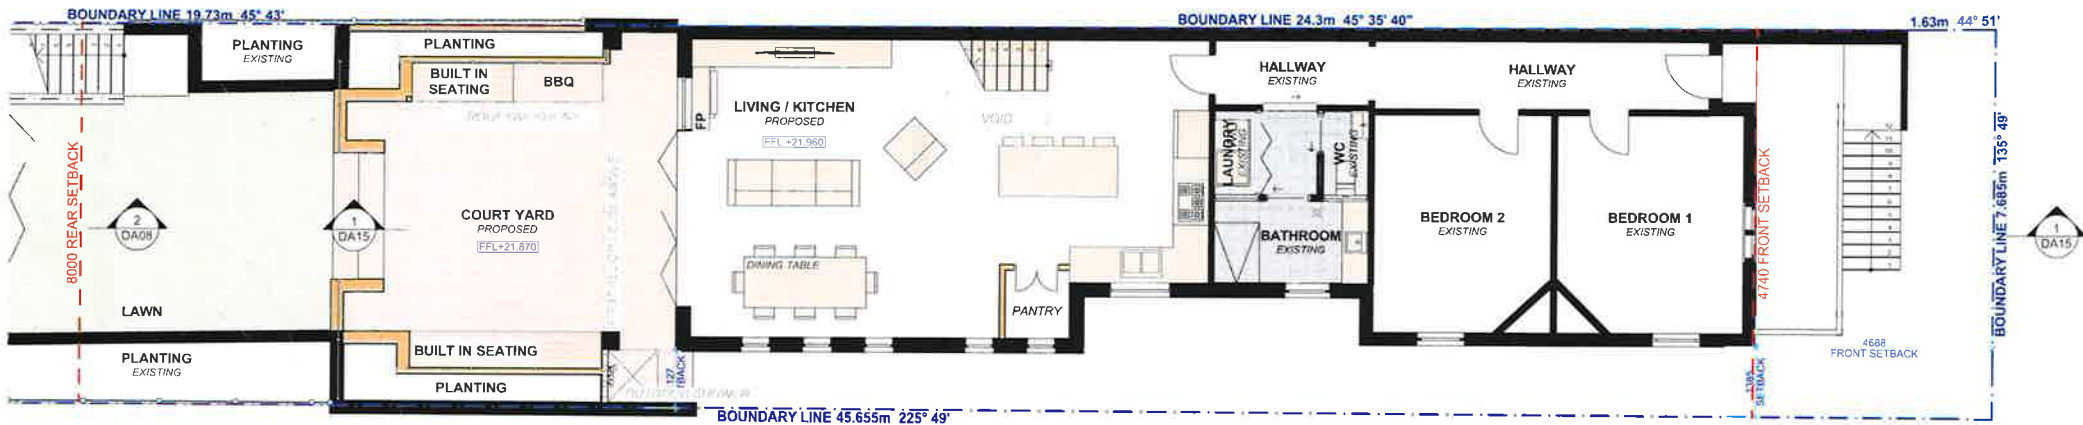 BOUNDARY LINE 19.73m 45° 43'
BOUNDARY LINE 24.3m 45° 35' 40"
1.63m 44° 51'
PLANTING
EXISTING
PLANTING
BUILT IN
SEATING
BBQ
LIVING / KITCHEN
PROPOSED
FFL +21.960
FP
VOID
HALLWAY
EXISTING
HALLWAY
EXISTING
LAUNDRY
EXISTING
WC
EXISTING
BATHROOM
EXISTING
BEDROOM 2
EXISTING
BEDROOM 1
EXISTING
8000 REAR SETBACK
2
DA08
1
DA15
COURT YARD
PROPOSED
FFL+21.870
DINING TABLE
PANTRY
4740 FRONT SETBACK
BOUNDARY LINE 7.685m 135° 49'
1
DA15
LAWN
PLANTING
EXISTING
BUILT IN SEATING
PLANTING
4688
FRONT SETBACK
SETBACK
BOUNDARY LINE 45.655m 225° 49'